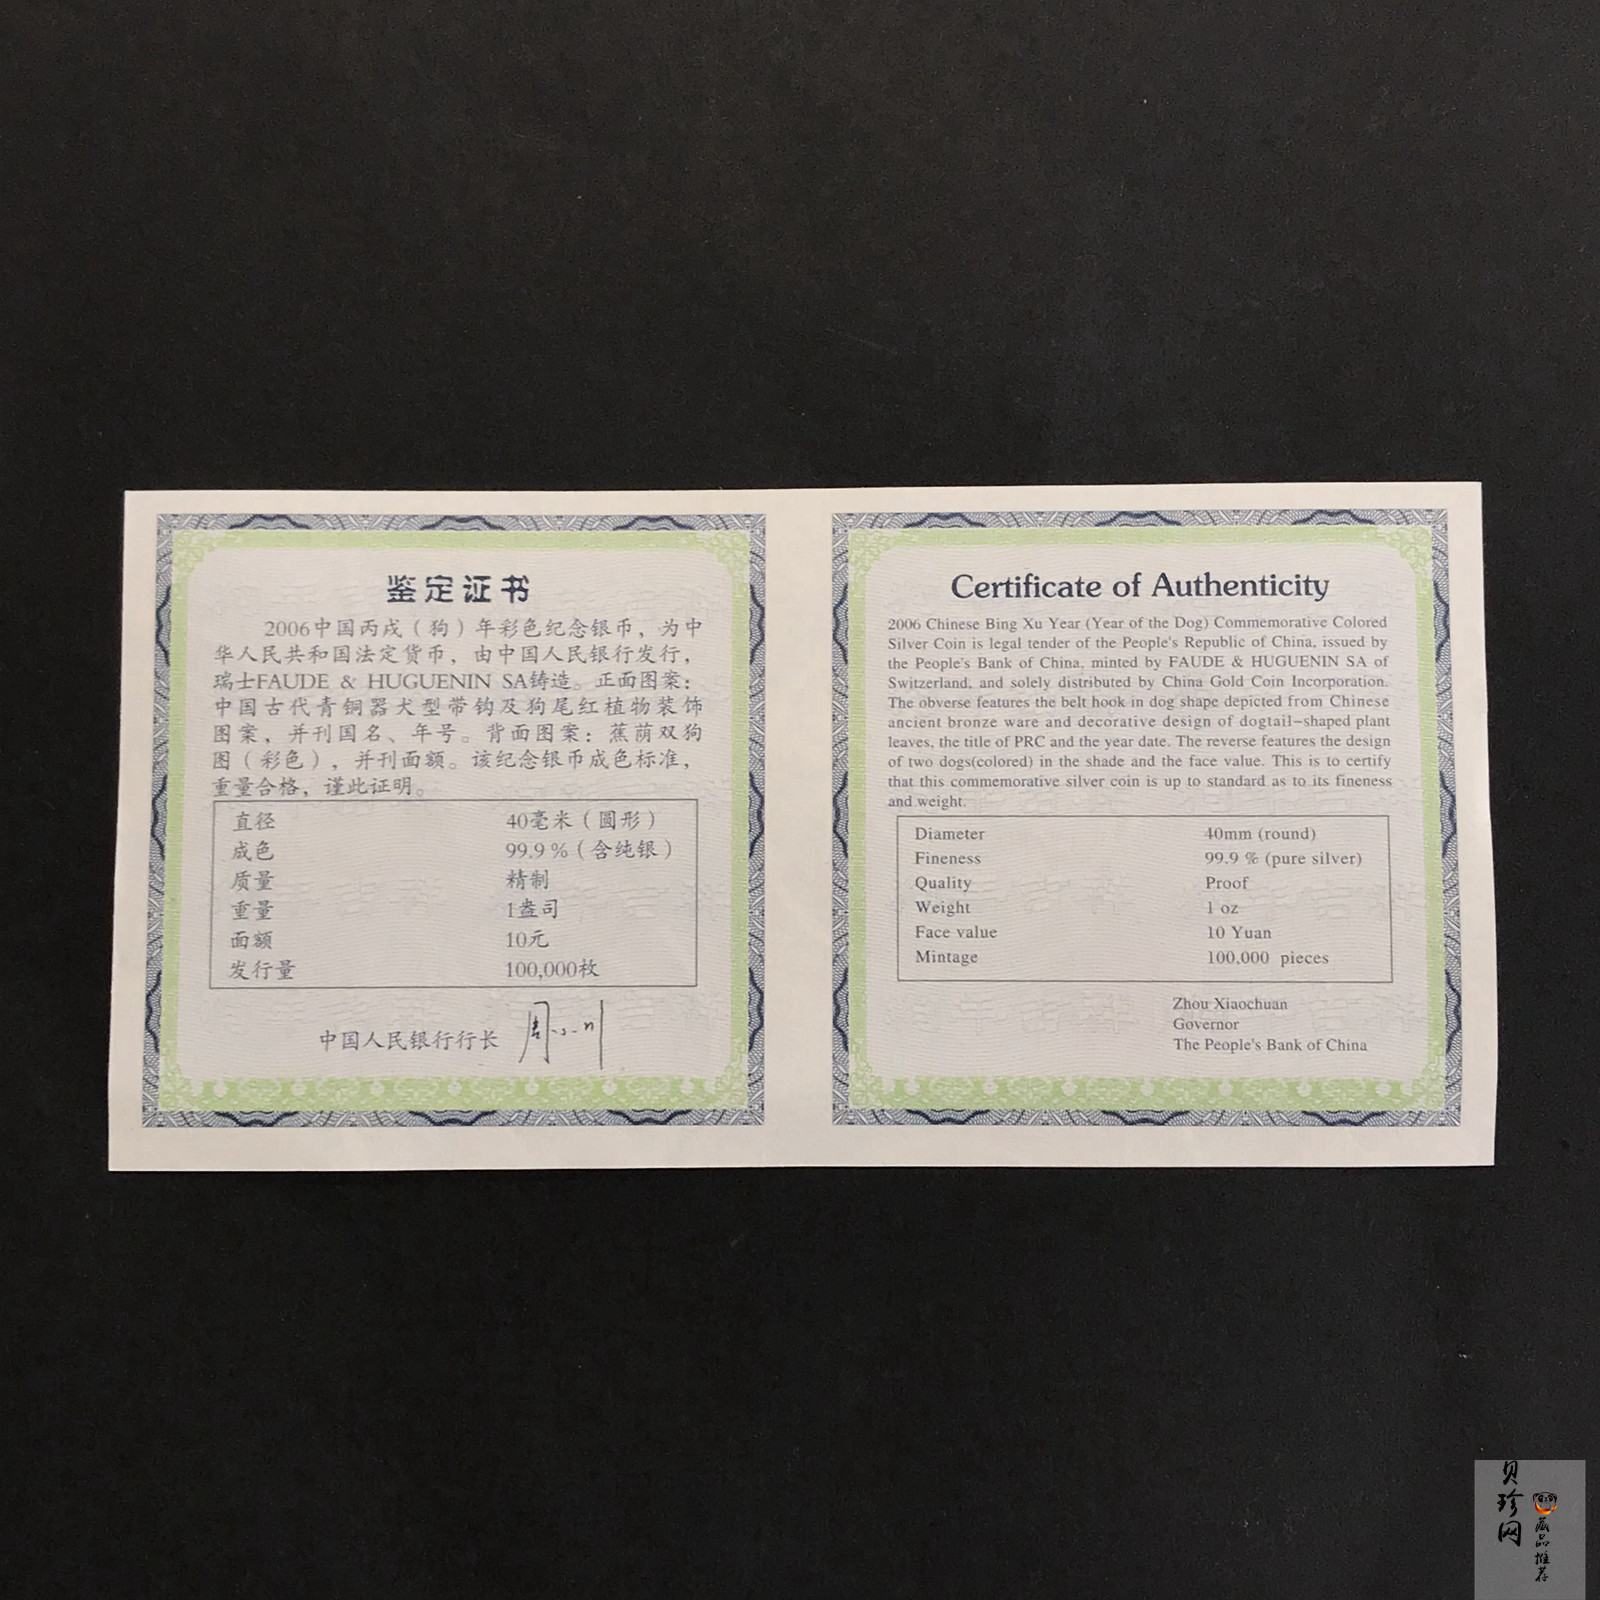 鉴定证书
2006中国丙戌（狗）年彩色纪念银币，为中
华人民共和国法定货币，由中国人民银行发行，
瑞士FAUDE & HUGUENIN SA铸造。正面图案：
中国古代青铜器犬型带钩及狗尾红植物装饰
图案，并刊国名、年号。背面图案：蕉荫双狗
图（彩色），并刊面额。该纪念银币成色标准，
重量合格，谨此证明。
直径 40毫米（圆形）
成色 99.9％（含纯银）
质量 精制
重量 1盎司
面额 10元
发行量 100,000枚
中国人民银行行长 周小川
Certificate of Authenticity
2006 Chinese Bing Xu Year (Year of the Dog) Commemorative Colored
Silver Coin is legal tender of the People's Republic of China, issued by
the People's Bank of China, minted by FAUDE & HUGUENIN SA of
Switzerland, and solely distributed by China Gold Coin Incorporation.
The obverse features the belt hook in dog shape depicted from Chinese
ancient bronze ware and decorative design of dogtail-shaped plant
leaves, the title of PRC and the year date. The reverse features the design
of two dogs(colored) in the shade and the face value. This is to certify
that this commemorative silver coin is up to standard as to its fineness
and weight.
Diameter 40mm (round)
Fineness 99.9 % (pure silver)
Quality Proof
Weight 1 oz
Face value 10 Yuan
Mintage 100,000 pieces
Zhou Xiaochuan
Governor
The People's Bank of China
贝珍网
藏品推荐